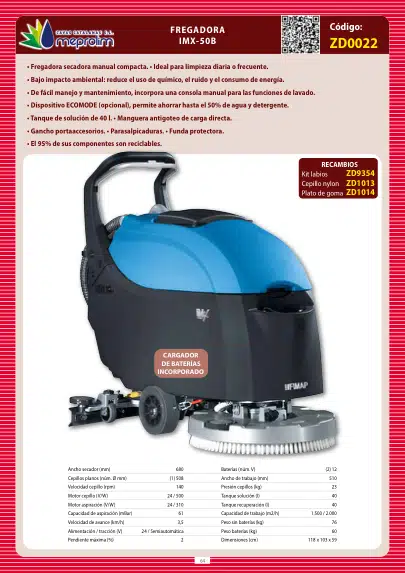 CAFES CATALANAS S.L.
meprolim
FREGADORA
IMX-50B
Código:
ZD0022
• Fregadora secadora manual compacta. • Ideal para limpieza diaria o frecuente.
• Bajo impacto ambiental: reduce el uso de químico, el ruido y el consumo de energía.
• De fácil manejo y mantenimiento, incorpora una consola manual para las funciones de lavado.
• Dispositivo ECOMODE (opcional), permite ahorrar hasta el 50% de agua y detergente.
• Tanque de solución de 40 l. • Manguera antigoteo de carga directa.
• Gancho portaaccesorios. • Parasalpicaduras. • Funda protectora.
• El 95% de sus componentes son reciclables.
RECAMBIOS
Kit labios ZD9354
Cepillo nylon ZD1013
Plato de goma ZD1014
CARGADOR
DE BATERÍAS
INCORPORADO
FIMAP
Ancho secador (mm) 680
Cepillos planos (núm. Ø mm) (1) 508
Velocidad cepillo (rpm) 140
Motor cepillo (V/W) 24 / 500
Motor aspiración (V/W) 24 / 310
Capacidad de aspiración (mBar) 61
Velocidad de avance (km/h) 3,5
Alimentación / tracción (V) 24 / Semiautomática
Pendiente máxima (%) 2
Baterías (núm. V) (2) 12
Ancho de trabajo (mm) 510
Presión cepillos (kg) 25
Tanque solución (l) 40
Tanque recuperación (l) 40
Capacidad de trabajo (m2/h) 1.500 / 2.000
Peso sin baterías (kg) 76
Peso baterías (kg) 60
Dimensiones (cm) 118 x 103 x 59
64